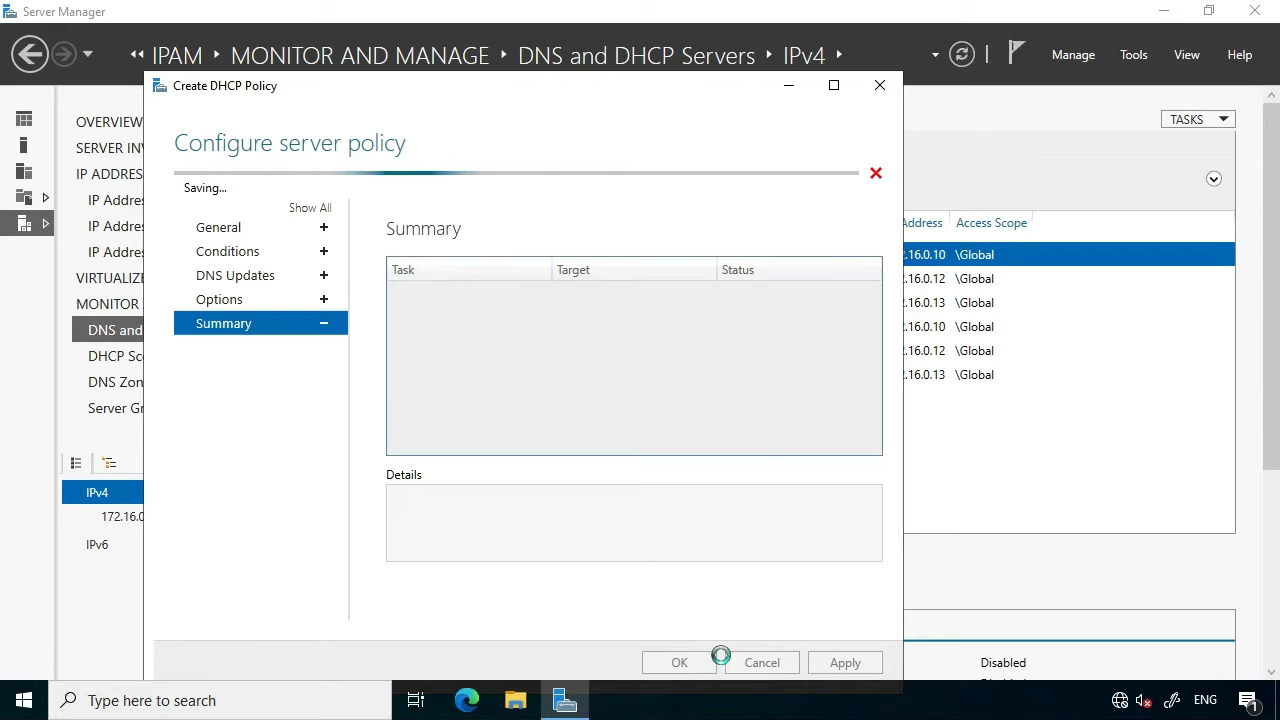 Server Manager
IPAM
MONITOR AND MANAGE
DNS and DHCP Servers
IPv4
Manage
Tools
View
Help
Create DHCP Policy
OVERVIEW
TASKS
Configure server policy
SERVER INV
IP ADDRES
Saving...
IP Addre
Show All
General
Summary
Address
Access Scope
IP Addre
Conditions
.16.0.10
\Global
IP Addre
DNS Updates
Task
Target
Status
.16.0.12
\Global
VIRTUALIZE
Options
.16.0.13
\Global
MONITOR
Summary
.16.0.10
\Global
DNS and
.16.0.12
\Global
DHCP Sc
.16.0.13
\Global
DNS Zon
Server Gr
Details
IPv4
172.16.0
IPv6
OK
Cancel
Apply
Disabled
Type here to search
ENG
1